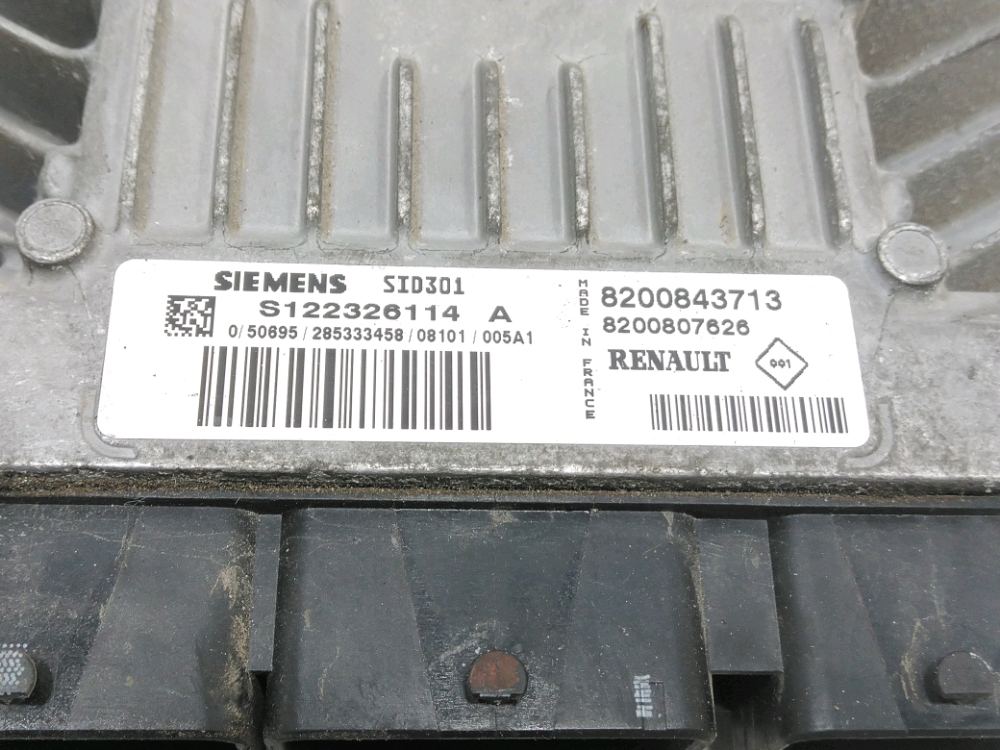 SIEMENS SID301
S122326114 A
0/50695/285333458/08101/005A1
MADE IN FRANCE
8200843713
8200807626
RENAULT 001